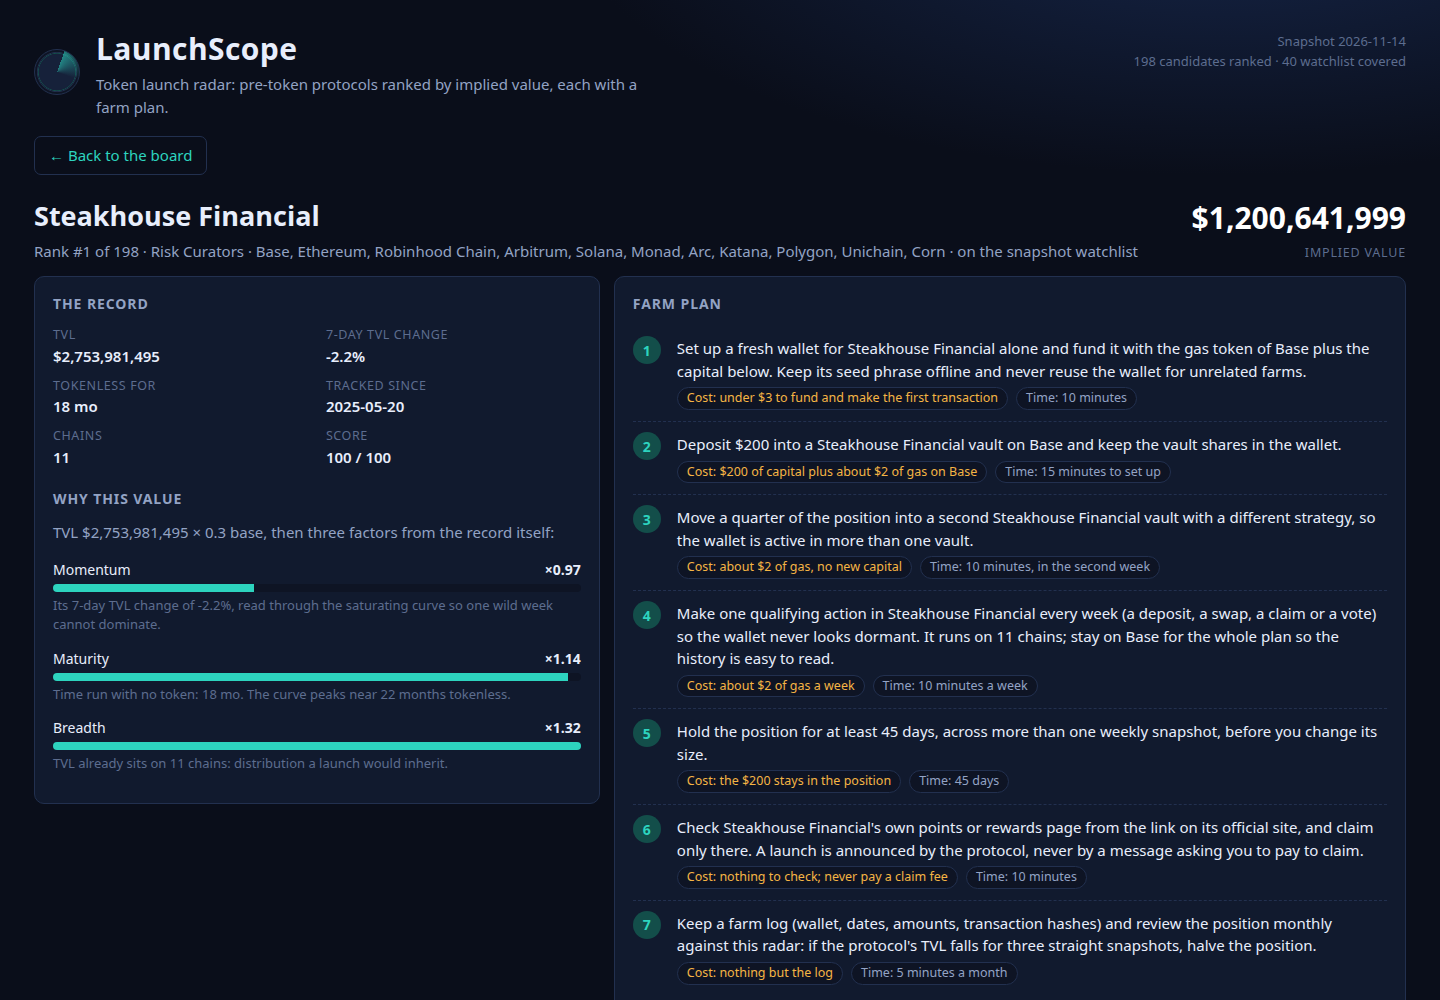 LaunchScope
Token launch radar: pre-token protocols ranked by implied value, each with a
farm plan.
Snapshot 2026-11-14
198 candidates ranked · 40 watchlist covered
← Back to the board
Steakhouse Financial
$1,200,641,999
Rank #1 of 198 · Risk Curators · Base, Ethereum, Robinhood Chain, Arbitrum, Solana, Monad, Arc, Katana, Polygon, Unichain, Corn · on the snapshot watchlist
IMPLIED VALUE
THE RECORD
TVL
$2,753,981,495
7-DAY TVL CHANGE
-2.2%
TOKENLESS FOR
18 mo
TRACKED SINCE
2025-05-20
CHAINS
11
SCORE
100 / 100
WHY THIS VALUE
TVL $2,753,981,495 × 0.3 base, then three factors from the record itself:
Momentum ×0.97
Its 7-day TVL change of -2.2%, read through the saturating curve so one wild week
cannot dominate.
Maturity ×1.14
Time run with no token: 18 mo. The curve peaks near 22 months tokenless.
Breadth ×1.32
TVL already sits on 11 chains: distribution a launch would inherit.
FARM PLAN
1
Set up a fresh wallet for Steakhouse Financial alone and fund it with the gas token of Base plus the
capital below. Keep its seed phrase offline and never reuse the wallet for unrelated farms.
Cost: under $3 to fund and make the first transaction
Time: 10 minutes
2
Deposit $200 into a Steakhouse Financial vault on Base and keep the vault shares in the wallet.
Cost: $200 of capital plus about $2 of gas on Base
Time: 15 minutes to set up
3
Move a quarter of the position into a second Steakhouse Financial vault with a different strategy, so
the wallet is active in more than one vault.
Cost: about $2 of gas, no new capital
Time: 10 minutes, in the second week
4
Make one qualifying action in Steakhouse Financial every week (a deposit, a swap, a claim or a vote)
so the wallet never looks dormant. It runs on 11 chains; stay on Base for the whole plan so the
history is easy to read.
Cost: about $2 of gas a week
Time: 10 minutes a week
5
Hold the position for at least 45 days, across more than one weekly snapshot, before you change its
size.
Cost: the $200 stays in the position
Time: 45 days
6
Check Steakhouse Financial's own points or rewards page from the link on its official site, and claim
only there. A launch is announced by the protocol, never by a message asking you to pay to claim.
Cost: nothing to check; never pay a claim fee
Time: 10 minutes
7
Keep a farm log (wallet, dates, amounts, transaction hashes) and review the position monthly
against this radar: if the protocol's TVL falls for three straight snapshots, halve the position.
Cost: nothing but the log
Time: 5 minutes a month